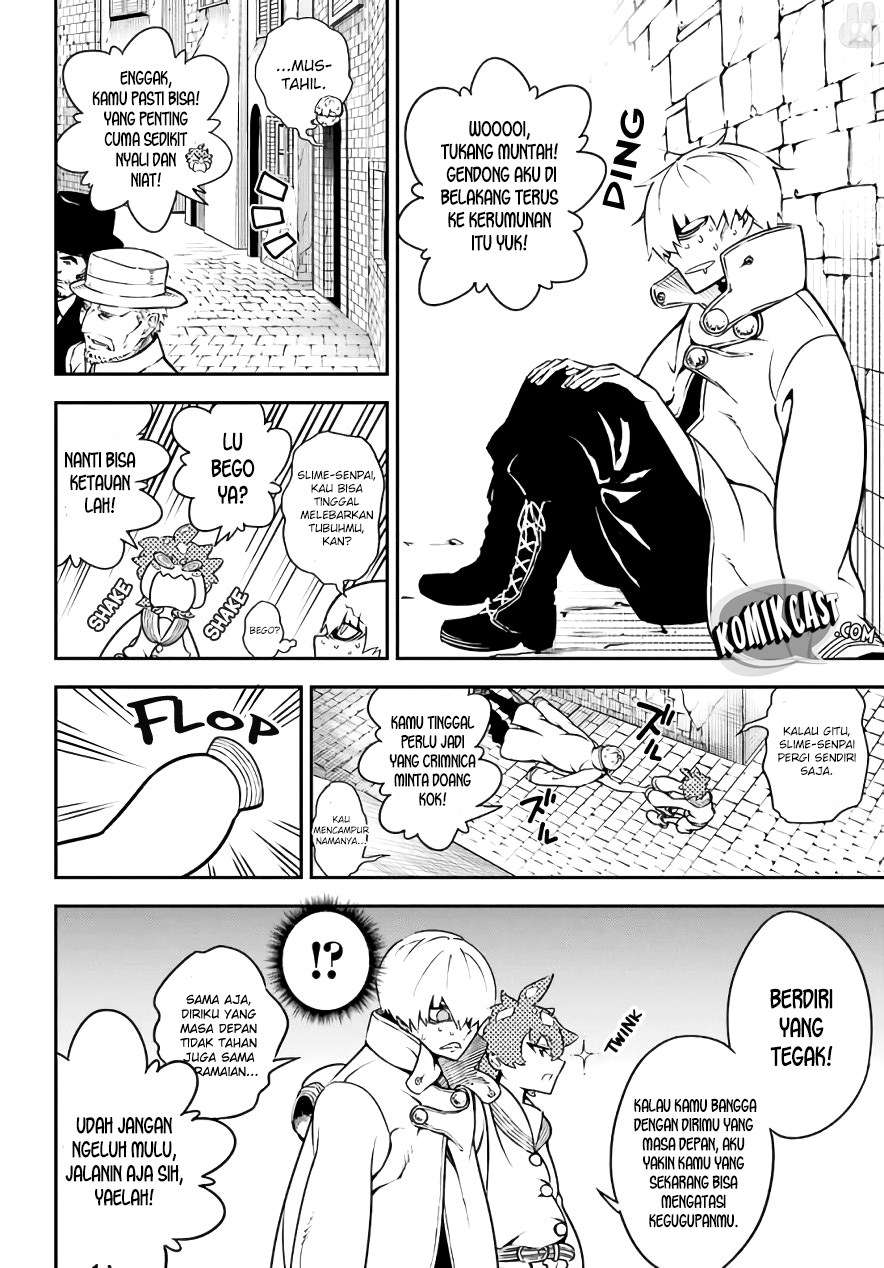 DING
WOOOOI,
TUKANG MUNTAH!
GENDONG AKU DI
BELAKANG TERUS
KE KERUMUNAN
ITU YUK!
...MUS-
TAHIL.
ENGGAK,
KAMU PASTI BISA!
YANG PENTING
CUMA SEDIKIT
NYALI DAN
NIAT!
KOMIKCAST
.COM
SLIME-SENPAI,
KAU BISA
TINGGAL
MELEBARKAN
TUBUHMU,
KAN?
LU
BEGO
YA?
NANTI BISA
KETAUAN
LAH!
SHAKE
SHAKE
BEGO?
KALAU GITU,
SLIME-SENPAI
PERGI SENDIRI
SAJA.
ズル
ズル
KAMU TINGGAL
PERLU JADI
YANG CRIMNICA
MINTA DOANG
KOK!
KAU
MENCAMPUR
NAMANYA...
FLOP
BERDIRI
YANG
TEGAK!
KALAU KAMU BANGGA
DENGAN DIRIMU YANG
MASA DEPAN, AKU
YAKIN KAMU YANG
SEKARANG BISA
MENGATASI
KEGUGUPANMU.
TWINK
!?
SAMA AJA,
DIRIKU YANG
MASA DEPAN
TIDAK TAHAN
JUGA SAMA
RAMAIAN...
UDAH JANGAN
NGELUH MULU,
JALANIN AJA SIH,
YAELAH!